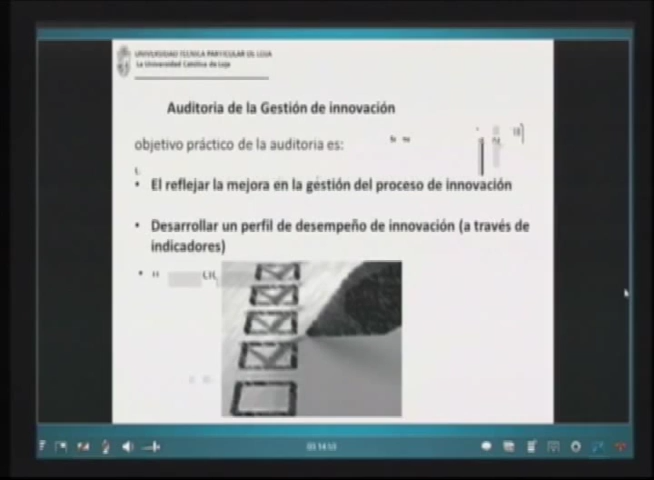 UNIVERSIDAD TECNICA PARTICULAR DE LOJA
La Universidad Católica de Loja
Auditoria de la Gestión de innovación
objetivo práctico de la auditoria es:
• El reflejar la mejora en la gestión del proceso de innovación
• Desarrollar un perfil de desempeño de innovación (a través de
indicadores)